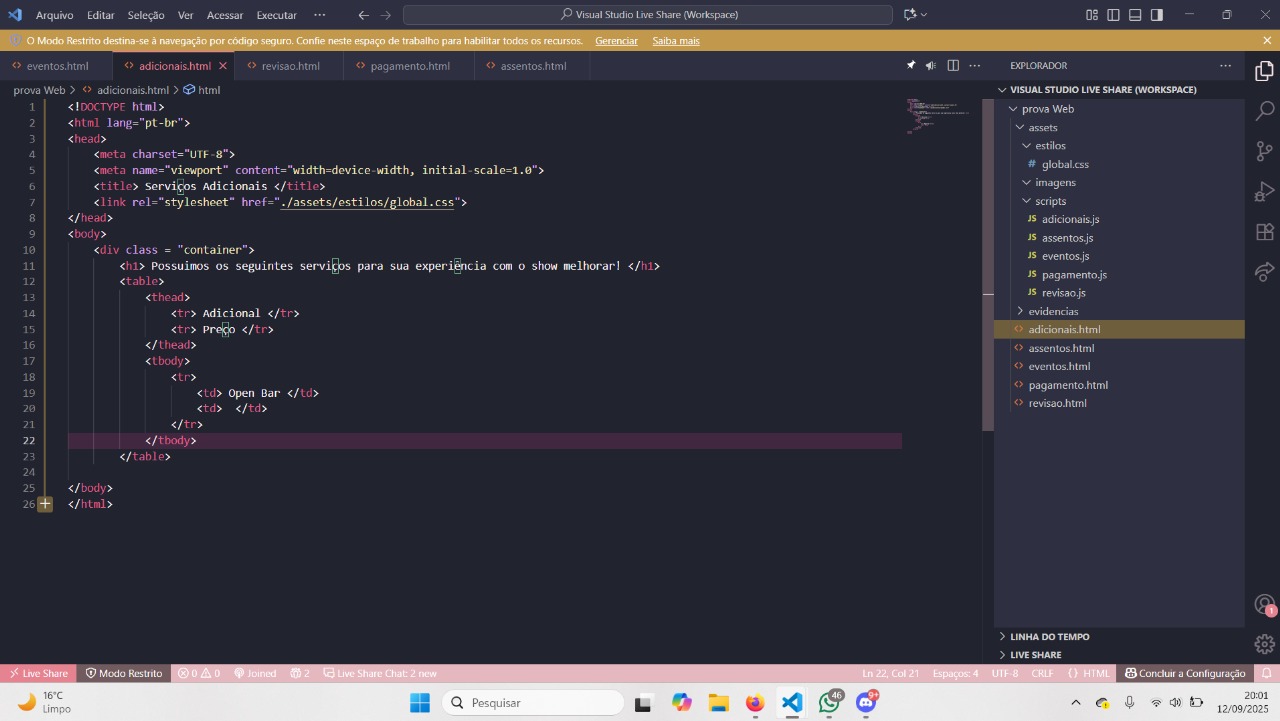 Arquivo Editar Seleção Ver Acessar Executar ··· Visual Studio Live Share (Workspace)
O Modo Restrito destina-se à navegação por código seguro. Confie neste espaço de trabalho para habilitar todos os recursos. Gerenciar Saiba mais
eventos.html adicionais.html revisao.html pagamento.html assentos.html
prova Web > adicionais.html > html
1 <!DOCTYPE html>
2 <html lang="pt-br">
3 <head>
4 <meta charset="UTF-8">
5 <meta name="viewport" content="width=device-width, initial-scale=1.0">
6 <title> Serviços Adicionais </title>
7 <link rel="stylesheet" href="./assets/estilos/global.css">
8 </head>
9 <body>
10 <div class = "container">
11 <h1> Possuimos os seguintes serviços para sua experiência com o show melhorar! </h1>
12 <table>
13 <thead>
14 <tr> Adicional </tr>
15 <tr> Preço </tr>
16 </thead>
17 <tbody>
18 <tr>
19 <td> Open Bar </td>
20 <td>  </td>
21 </tr>
22 </tbody>
23 </table>
24
25 </body>
26 </html>
EXPLORADOR
VISUAL STUDIO LIVE SHARE (WORKSPACE)
prova Web
assets
estilos
# global.css
imagens
scripts
JS adicionais.js
JS assentos.js
JS eventos.js
JS pagamento.js
JS revisao.js
evidencias
adicionais.html
assentos.html
eventos.html
pagamento.html
revisao.html
LINHA DO TEMPO
LIVE SHARE
1
Live Share Modo Restrito 0 0 Joined 2 Live Share Chat: 2 new Ln 22, Col 21 Espaços: 4 UTF-8 CRLF {} HTML Concluir a Configuração
16°C
Limpo
Pesquisar
46
9+
20:01
12/09/2025